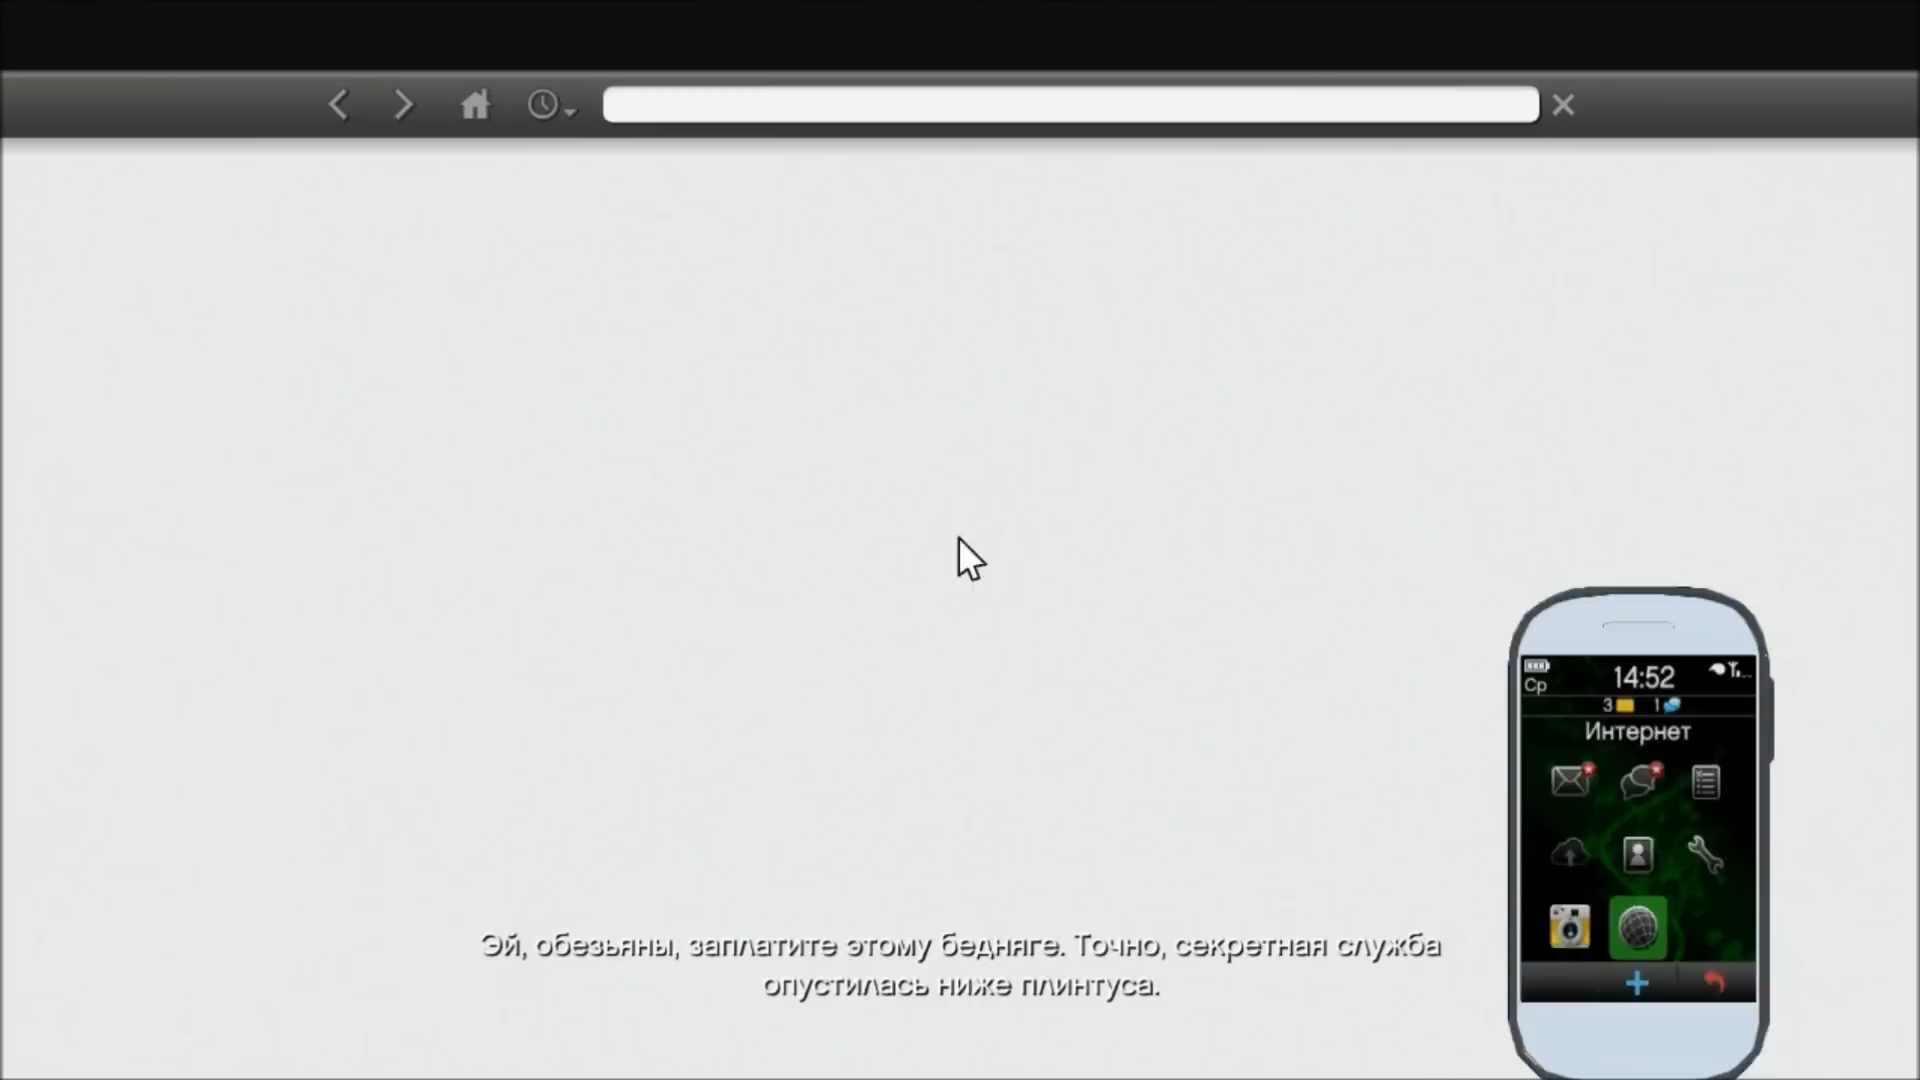 14:52
Ср
3 1
Интернет
Эй, обезьяны, заплатите этому бедняге. Точно, секретная служба
опустилась ниже плинтуса.